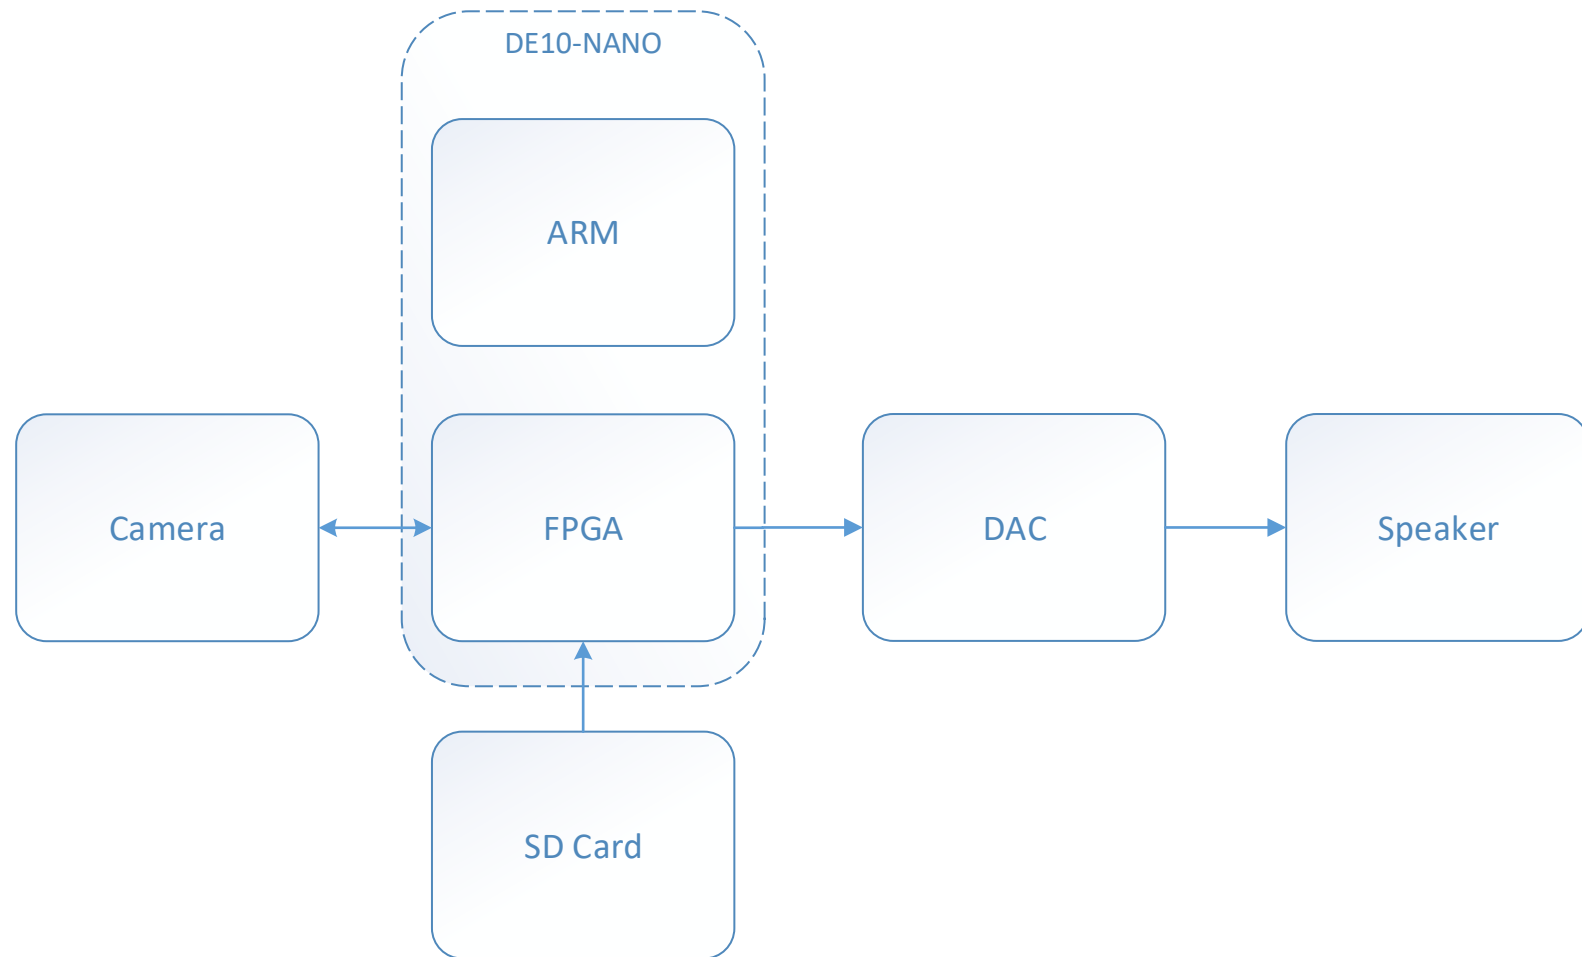 DE10-NANO
ARM
Camera
FPGA
DAC
Speaker
SD Card